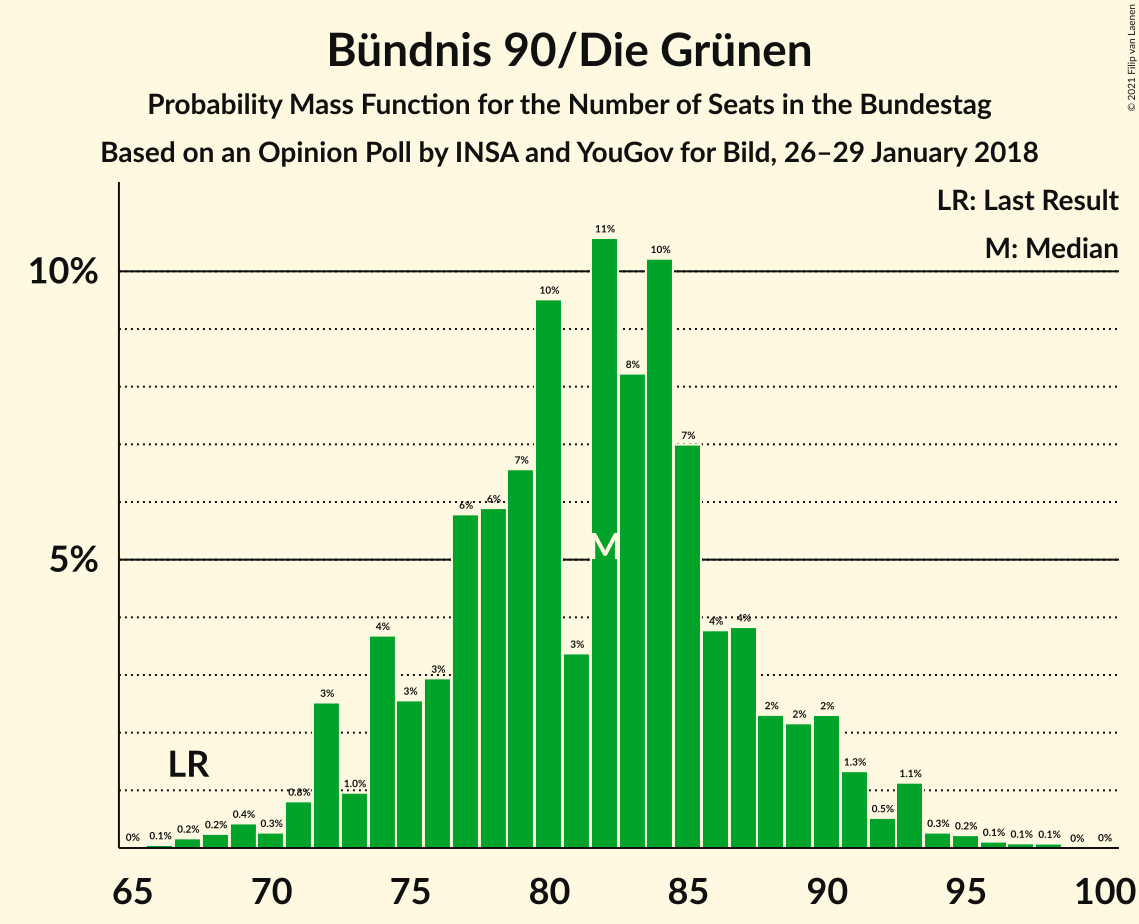 Bündnis 90/Die Grünen
Probability Mass Function for the Number of Seats in the Bundestag
Based on an Opinion Poll by INSA and YouGov for Bild, 26–29 January 2018
© 2021 Filip van Laenen
LR: Last Result
M: Median
10%
5%
0% 0.1% 0.2% 0.2% 0.4% 0.3% 0.8% 3% 1.0% 4% 3% 3% 6% 6% 7% 10% 3% 11% 8% 10% 7% 4% 4% 2% 2% 2% 1.3% 0.5% 1.1% 0.3% 0.2% 0.1% 0.1% 0.1% 0% 0%
LR
M
65 70 75 80 85 90 95 100